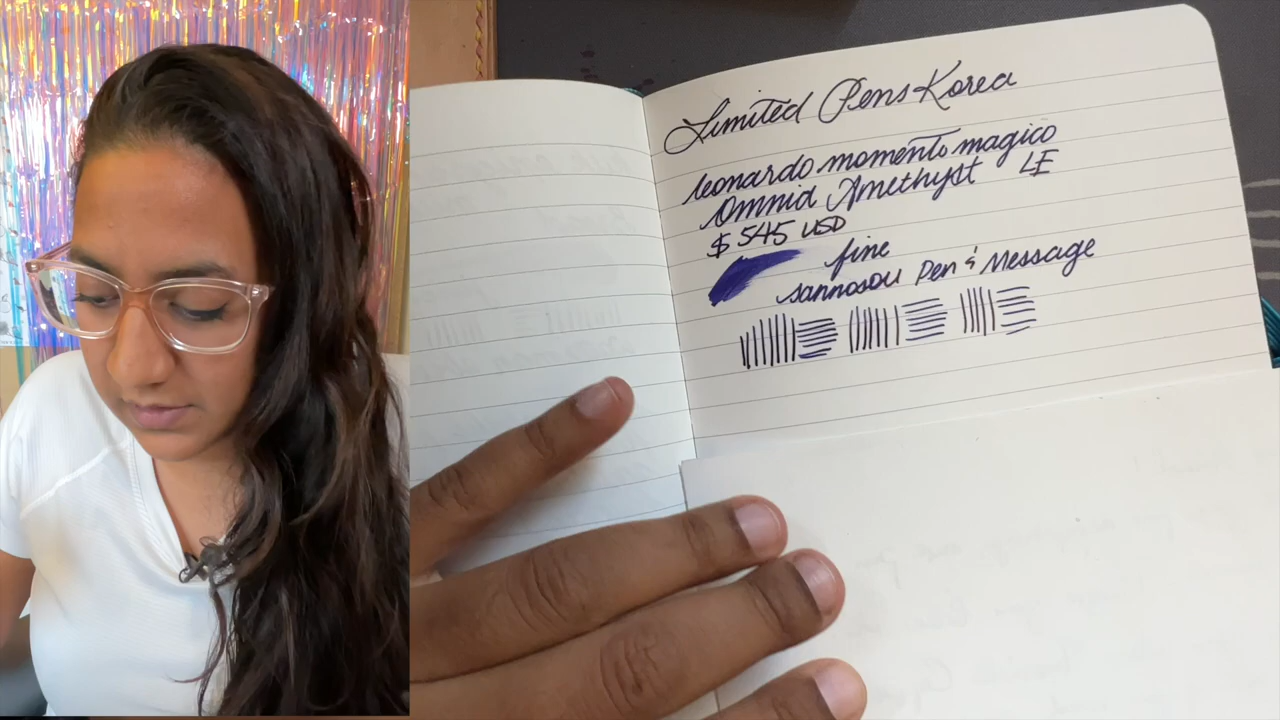 Limited Pens Korea
leonardo momento magico
Omnia Amethyst LE
$545 USD
fine
sannosou Pen & Message